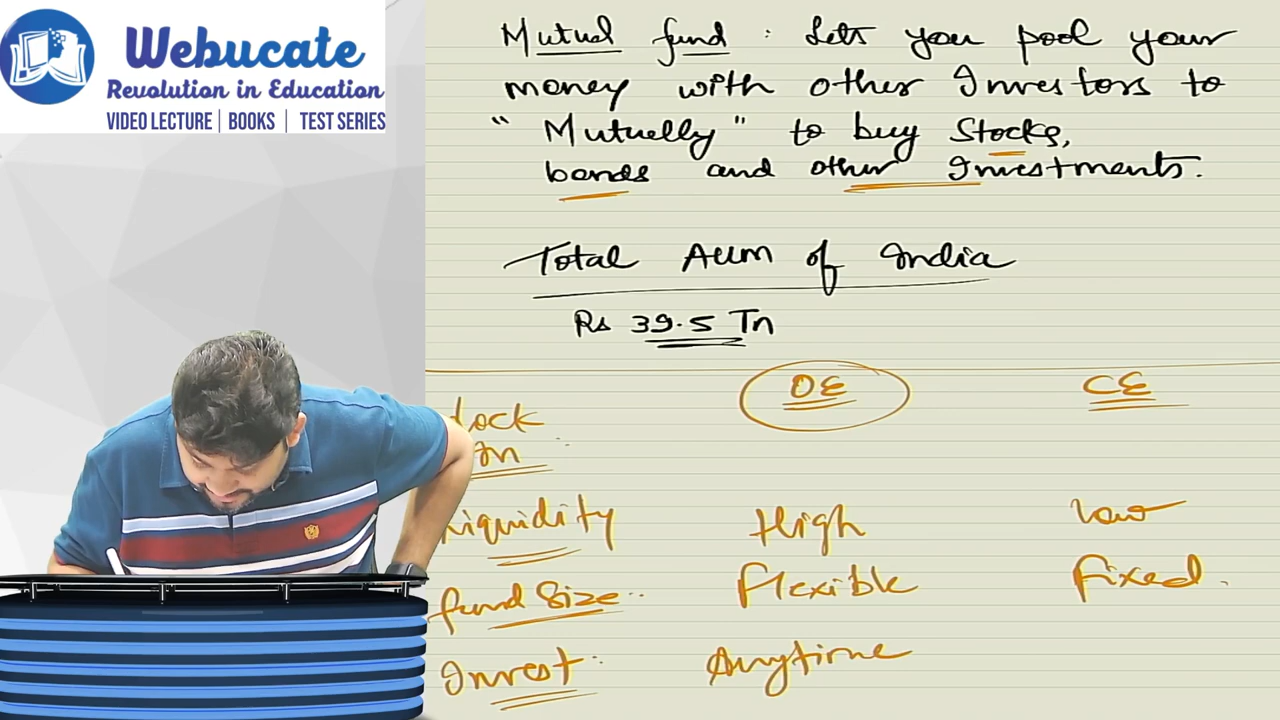 Webucate
Revolution in Education
VIDEO LECTURE | BOOKS | TEST SERIES
Mutual fund : Lets you pool your
money with other Investors to
"Mutually" to buy Stocks,
bonds and other Investments.
Total AUM of India
Rs 39.5 Tn
OE CE
Lock
In
Liquidity High Low
fund Size Flexible Fixed.
Invest Anytime